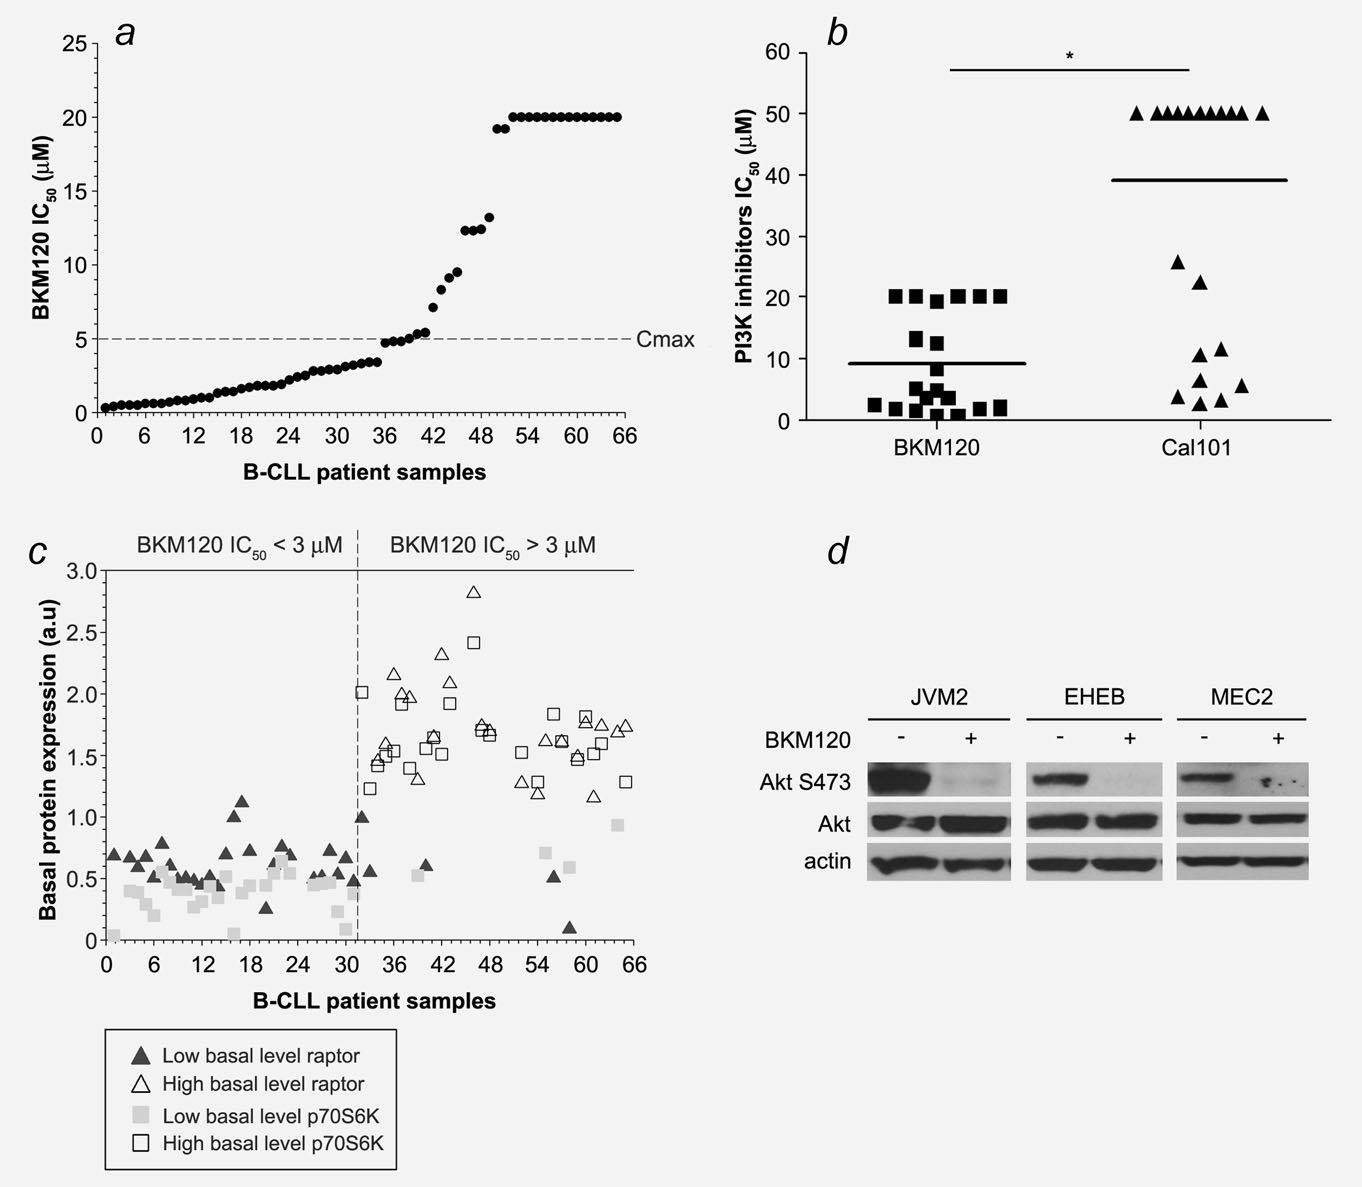 a
25
20
15
10
5
0
BKM120 IC50 (μM)
Cmax
0 6 12 18 24 30 36 42 48 54 60 66
B-CLL patient samples
b
*
60
50
40
30
20
10
0
PI3K inhibitors IC50 (μM)
BKM120 Cal101
c
BKM120 IC50 < 3 μM BKM120 IC50 > 3 μM
3.0
2.5
2.0
1.5
1.0
0.5
0
Basal protein expression (a.u)
0 6 12 18 24 30 36 42 48 54 60 66
B-CLL patient samples
Low basal level raptor
High basal level raptor
Low basal level p70S6K
High basal level p70S6K
d
JVM2 EHEB MEC2
BKM120 - + - + - +
Akt S473
Akt
actin